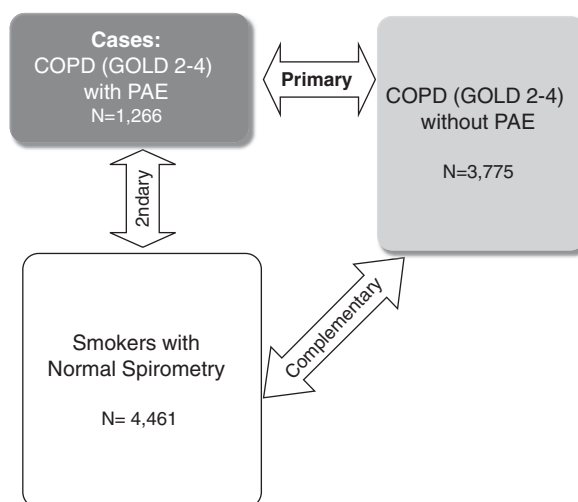 Cases:
COPD (GOLD 2-4)
with PAE
N=1,266
Primary
COPD (GOLD 2-4)
without PAE
N=3,775
2ndary
Smokers with
Normal Spirometry
N= 4,461
Complementary